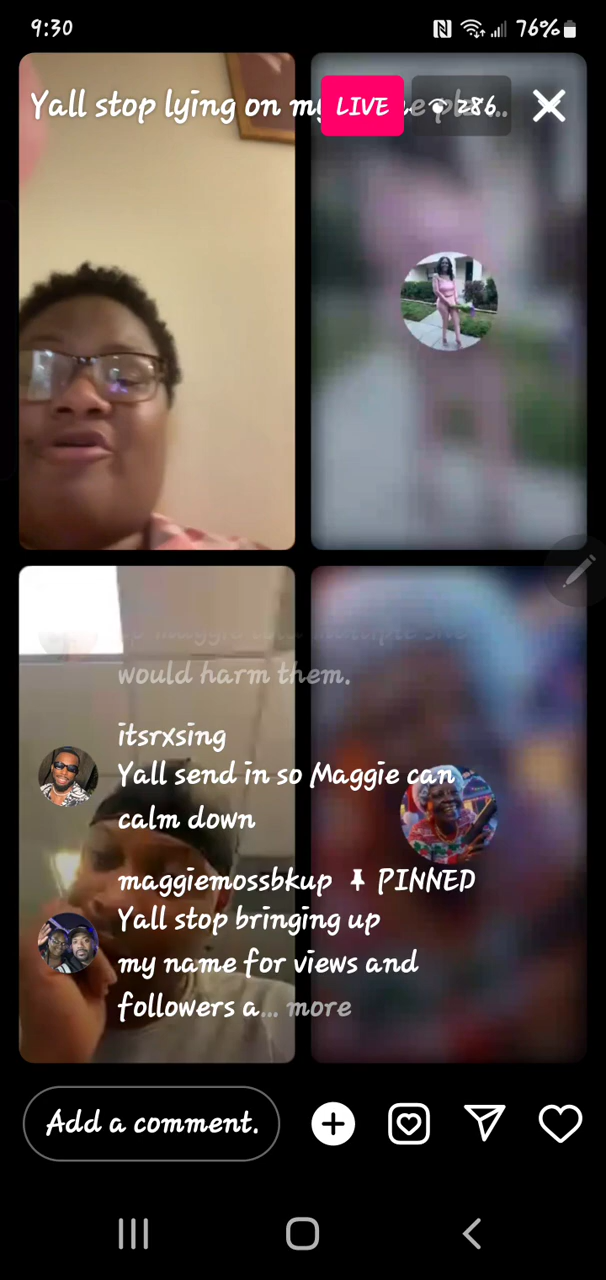 9:30
76%
Yall stop lying on my
LIVE
286
would harm them.
itsrxsing
Yall send in so Maggie can
calm down
maggiemossbkup PINNED
Yall stop bringing up
my name for views and
followers a... more
Add a comment.